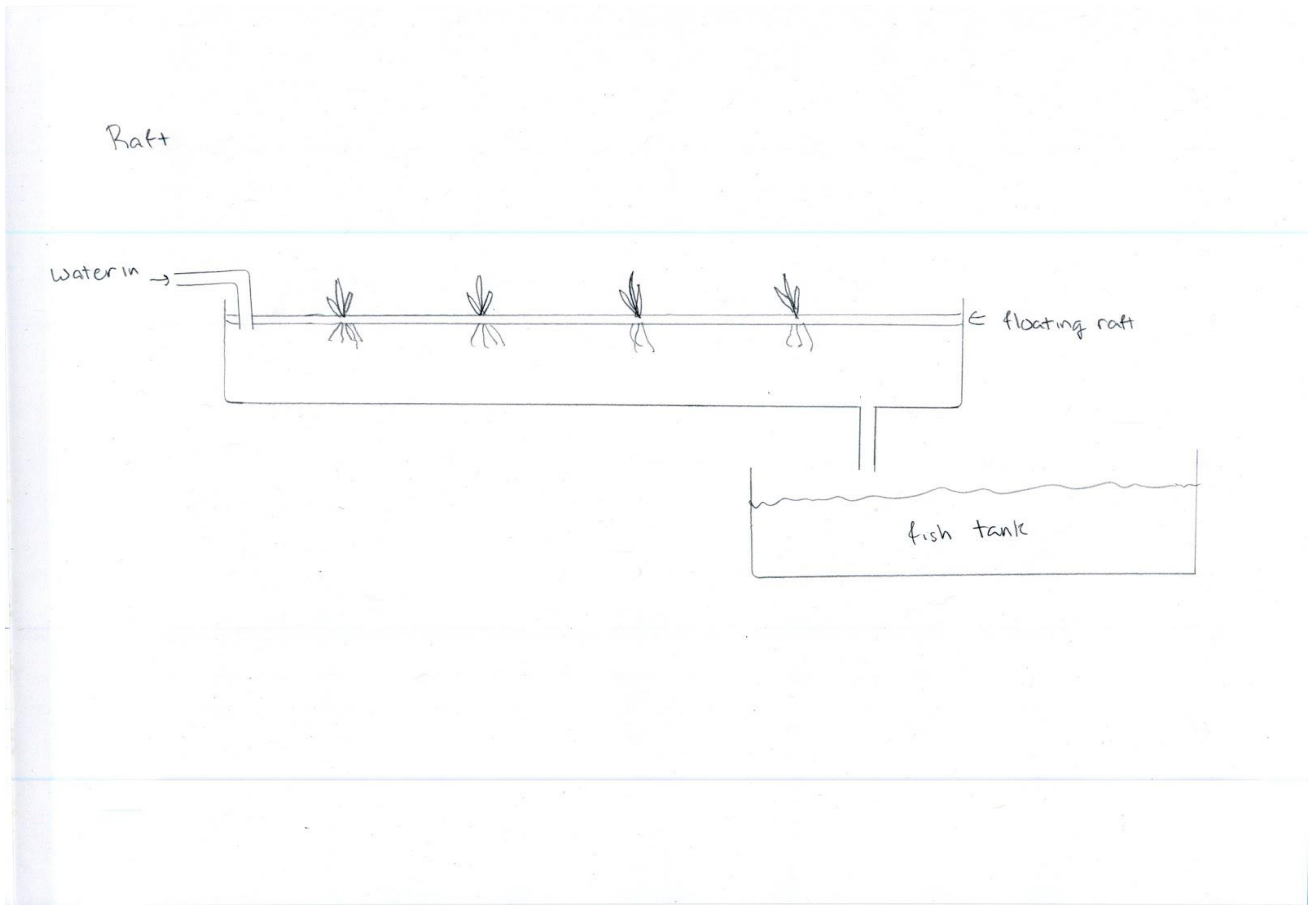 Raft
water in →
← floating raft
fish tank